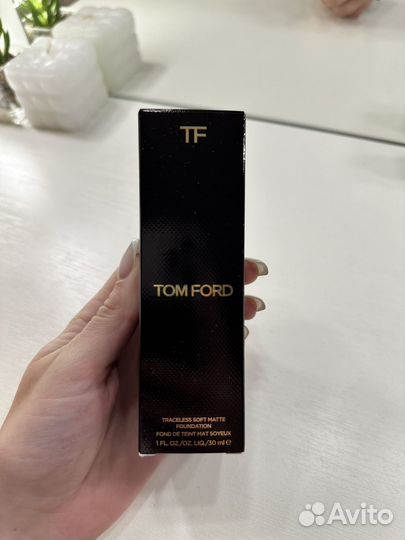 TF
TOM FORD
TRACELESS SOFT MATTE
FOUNDATION
FOND DE TEINT MAT SOYEUX
1 FL.OZ./OZ. LIQ./30 ml e
Avito